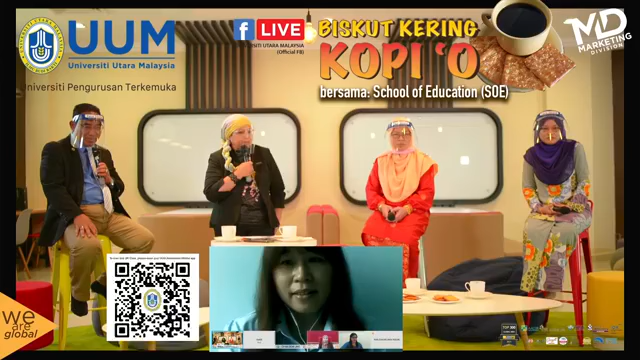 UUM
Universiti Utara Malaysia
Universiti Pengurusan Terkemuka
f LIVE
UNIVERSITI UTARA MALAYSIA
(Official FB)
BISKUT KERING
KOPI 'O
bersama: School of Education (SOE)
MD
MARKETING
DIVISION
we
are
global